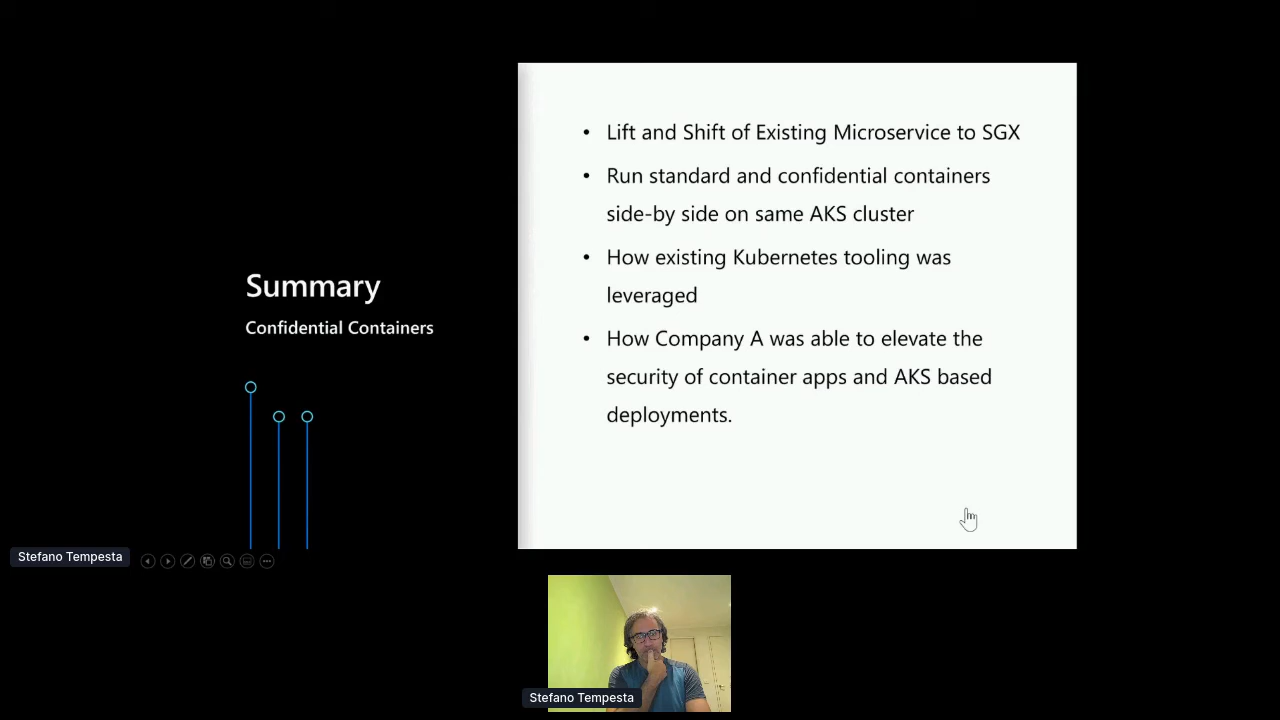 Summary
Confidential Containers
• Lift and Shift of Existing Microservice to SGX
• Run standard and confidential containers
side-by side on same AKS cluster
• How existing Kubernetes tooling was
leveraged
• How Company A was able to elevate the
security of container apps and AKS based
deployments.
Stefano Tempesta
Stefano Tempesta